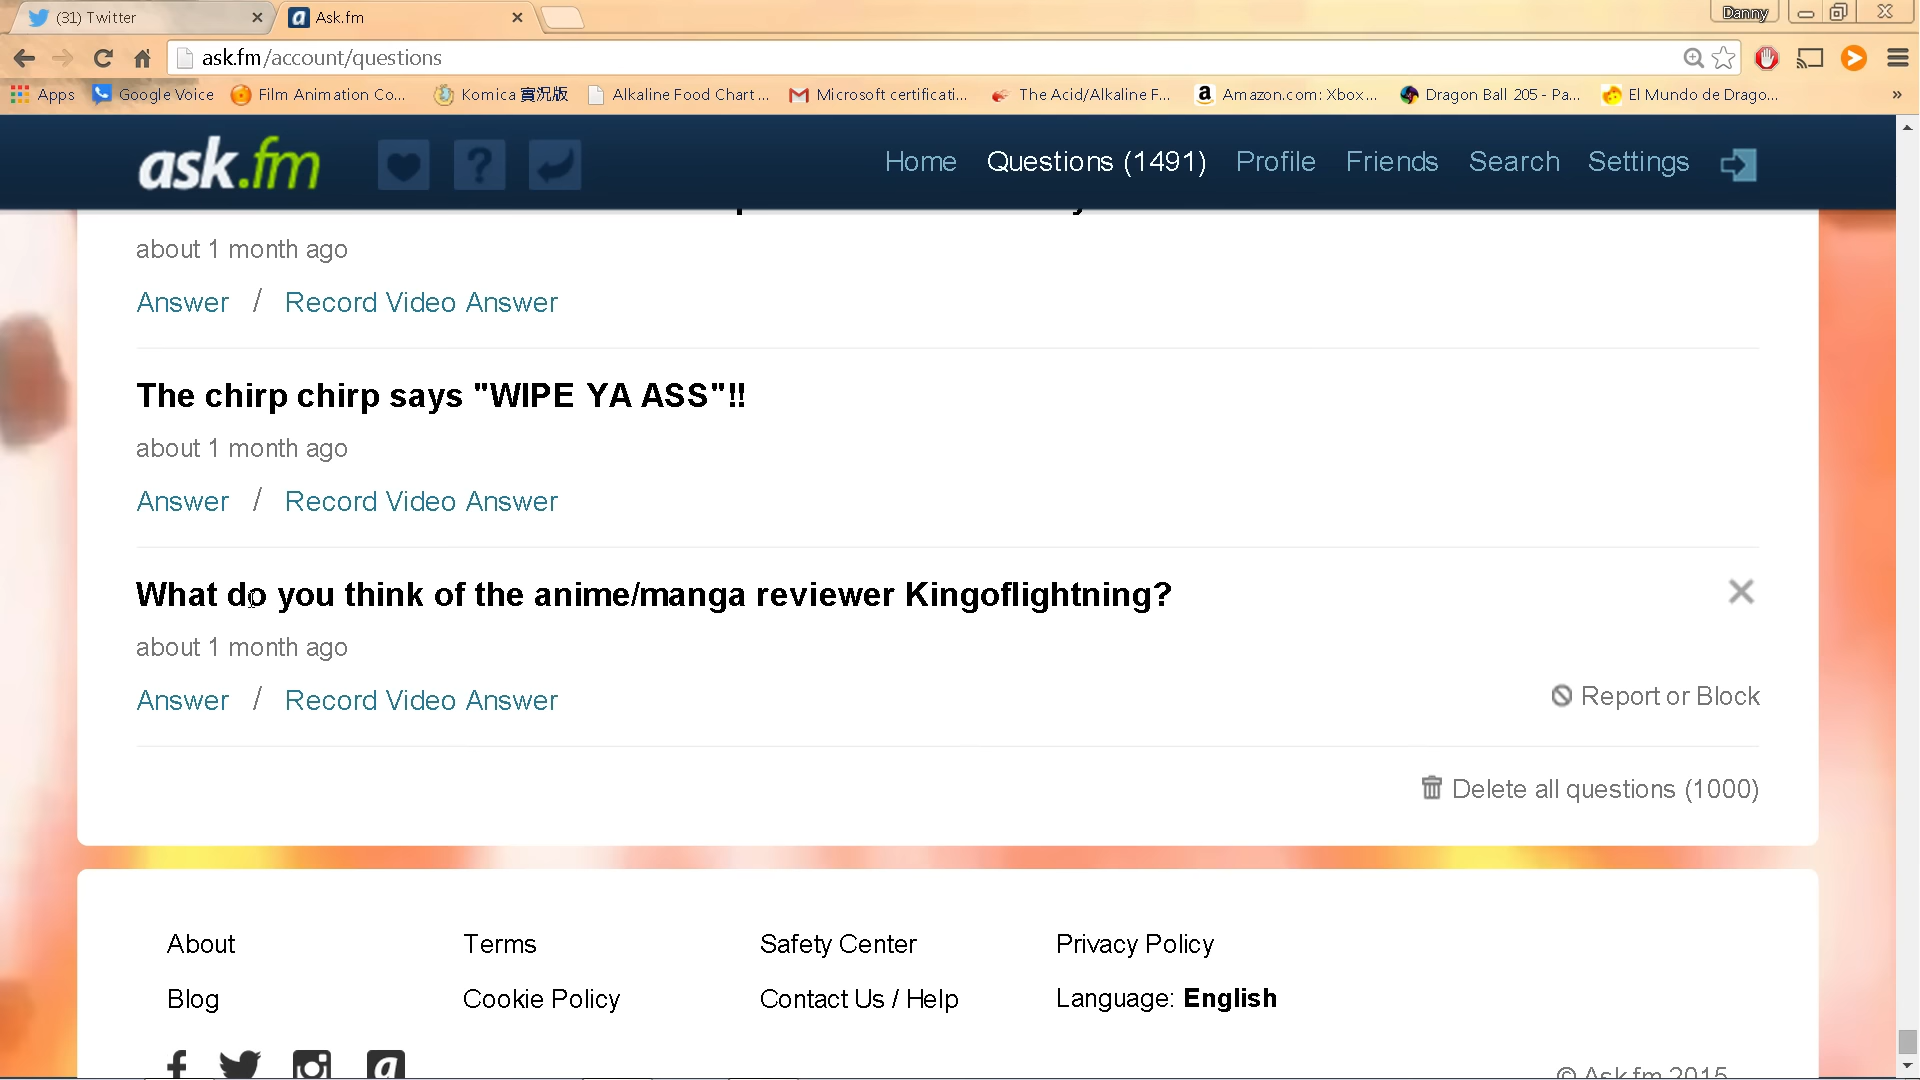 (31) Twitter
Ask.fm
Danny
ask.fm/account/questions
Apps
Google Voice
Film Animation Co...
Komica 實況版
Alkaline Food Chart ...
Microsoft certificati...
The Acid/Alkaline F...
Amazon.com: Xbox...
Dragon Ball 205 - Pa...
El Mundo de Drago...
»
ask.fm
Home
Questions (1491)
Profile
Friends
Search
Settings
about 1 month ago
Answer / Record Video Answer
The chirp chirp says "WIPE YA ASS"!!
about 1 month ago
Answer / Record Video Answer
What do you think of the anime/manga reviewer Kingoflightning?
about 1 month ago
Answer / Record Video Answer
Report or Block
Delete all questions (1000)
About
Terms
Safety Center
Privacy Policy
Blog
Cookie Policy
Contact Us / Help
Language: English
© Ask.fm 2015